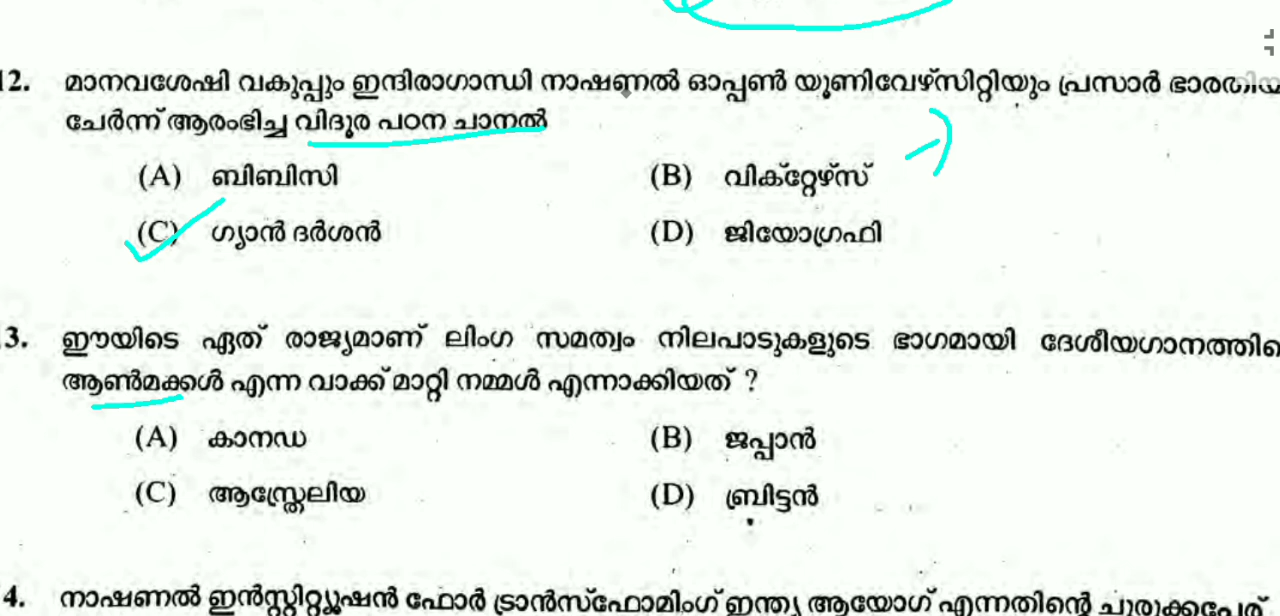 12. മാനവശേഷി വകുപ്പും ഇന്ദിരാഗാന്ധി നാഷണൽ ഓപ്പൺ യൂണിവേഴ്സിറ്റിയും പ്രസാർ ഭാരതിയ
ചേർന്ന് ആരംഭിച്ച വിദൂര പഠന ചാനൽ
(A) ബിബിസി (B) വിക്റ്റേഴ്സ്
(C) ഗ്യാൻ ദർശൻ (D) ജിയോഗ്രഫി
3. ഈയിടെ ഏത് രാജ്യമാണ് ലിംഗ സമത്വം നിലപാടുകളുടെ ഭാഗമായി ദേശീയഗാനത്തിെ
ആൺമക്കൾ എന്ന വാക്ക് മാറ്റി നമ്മൾ എന്നാക്കിയത് ?
(A) കാനഡ (B) ജപ്പാൻ
(C) ആസ്ത്രേലിയ (D) ബ്രിട്ടൻ
4. നാഷണൽ ഇൻസ്റ്റിറ്റ്യൂഷൻ ഫോർ ട്രാൻസ്ഫോമിംഗ് ഇന്ത്യ ആയോഗ് എന്നതിന്റെ ചുരുക്കപ്പേര്